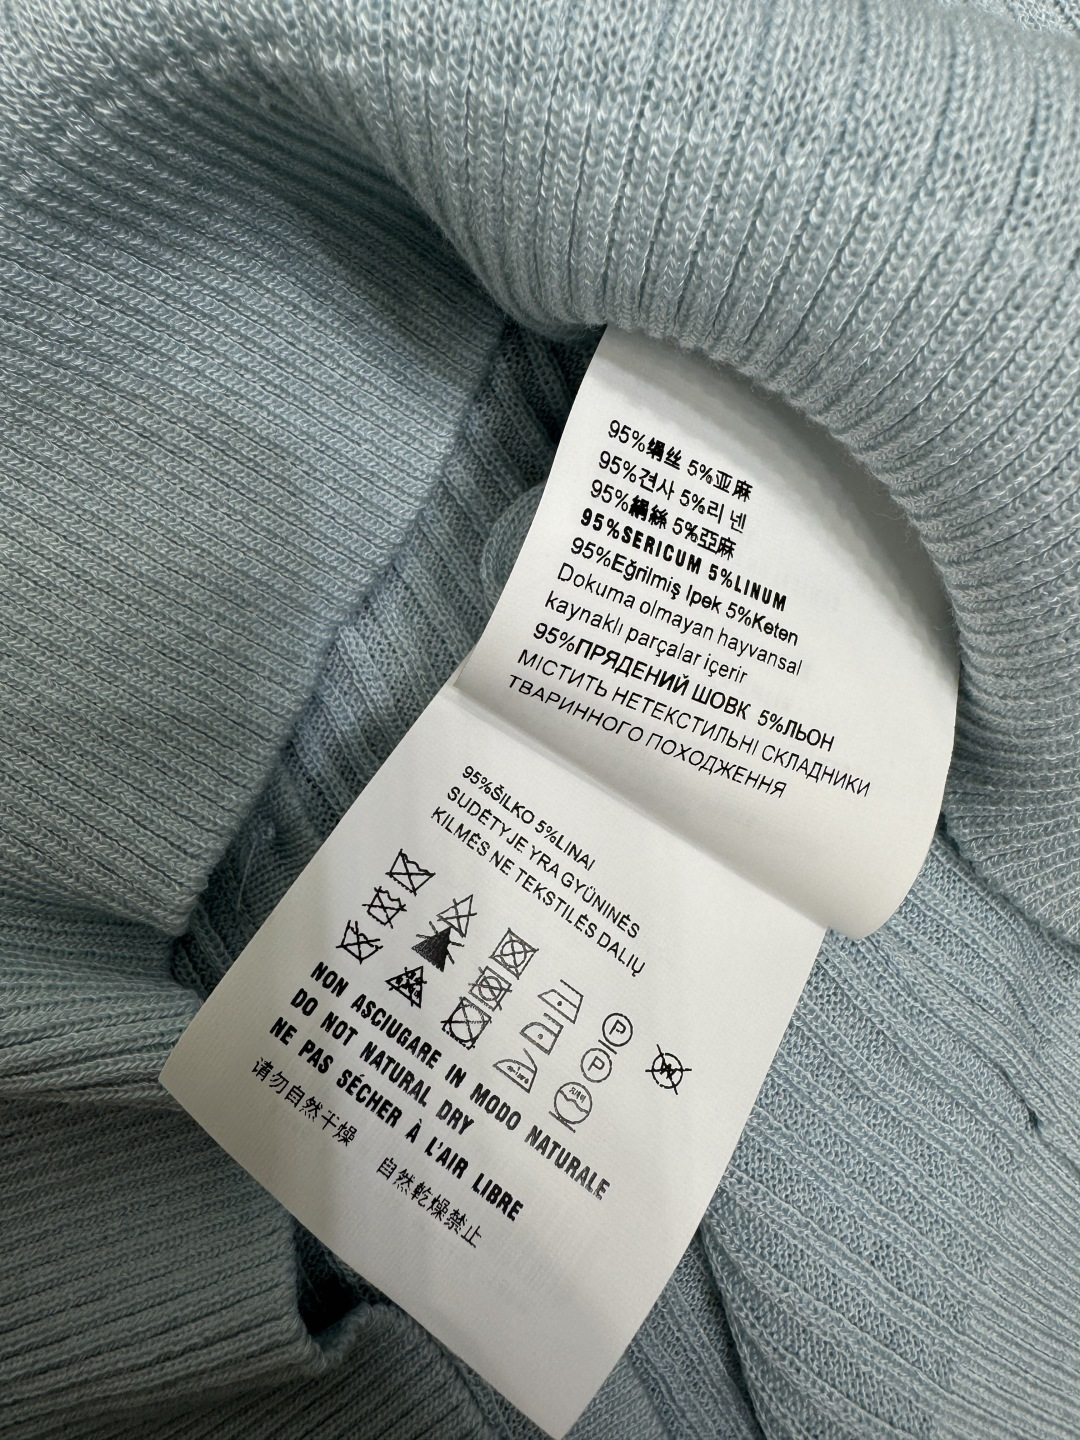 95%绢丝 5%亚麻
95%견사 5%리넨
95%絹絲 5%亞麻
95%SERICUM 5%LINUM
95%Eğrilmiş Ipek 5%Keten
Dokuma olmayan hayvansal
kaynaklı parçalar içerir
95%ПРЯДЕНИЙ ШОВК 5%ЛЬОН
МІСТИТЬ НЕТЕКСТИЛЬНІ СКЛАДНИКИ
ТВАРИННОГО ПОХОДЖЕННЯ
95%ŠILKO 5%LINAI
SUDĖTYJE YRA GYŪNINĖS
KILMĖS NE TEKSTILĖS DALIŲ
P
P
W
NON ASCIUGARE IN MODO NATURALE
DO NOT NATURAL DRY
NE PAS SÉCHER À L'AIR LIBRE
请勿自然干燥 自然乾燥禁止